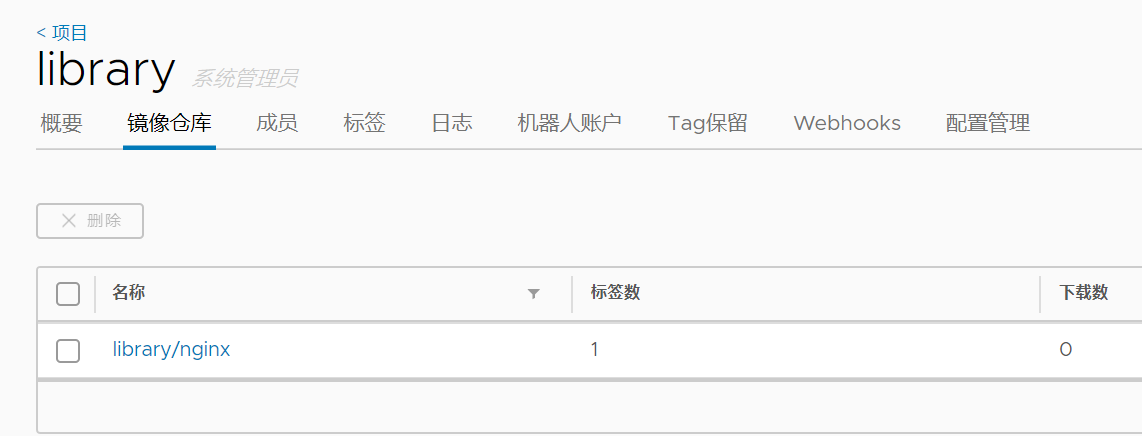 < 项目
library 系统管理员
概要 镜像仓库 成员 标签 日志 机器人账户 Tag保留 Webhooks 配置管理
删除
名称 标签数 下载数
library/nginx 1 0